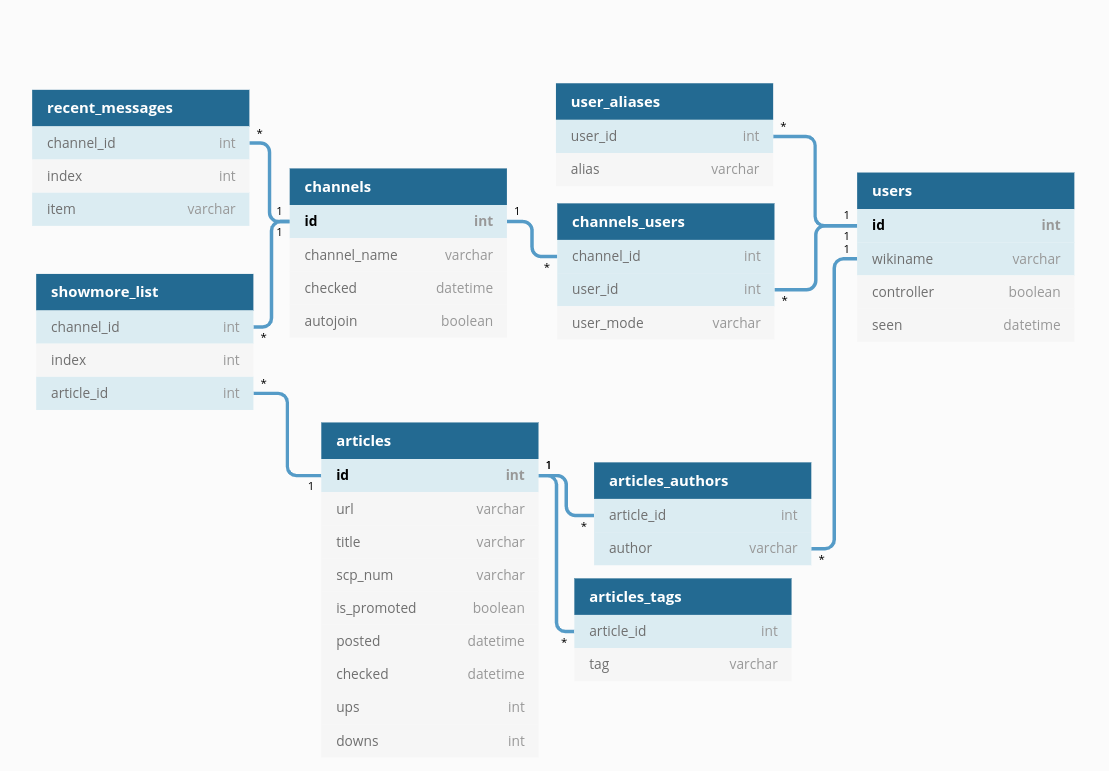 recent_messages
channel_id int
index int
item varchar
showmore_list
channel_id int
index int
article_id int
channels
id int
channel_name varchar
checked datetime
autojoin boolean
user_aliases
user_id int
alias varchar
channels_users
channel_id int
user_id int
user_mode varchar
users
id int
wikiname varchar
controller boolean
seen datetime
articles
id int
url varchar
title varchar
scp_num varchar
is_promoted boolean
posted datetime
checked datetime
ups int
downs int
articles_authors
article_id int
author varchar
articles_tags
article_id int
tag varchar
*
1
1
*
1
*
*
1
1
1
*
*
1
1
*
*
*